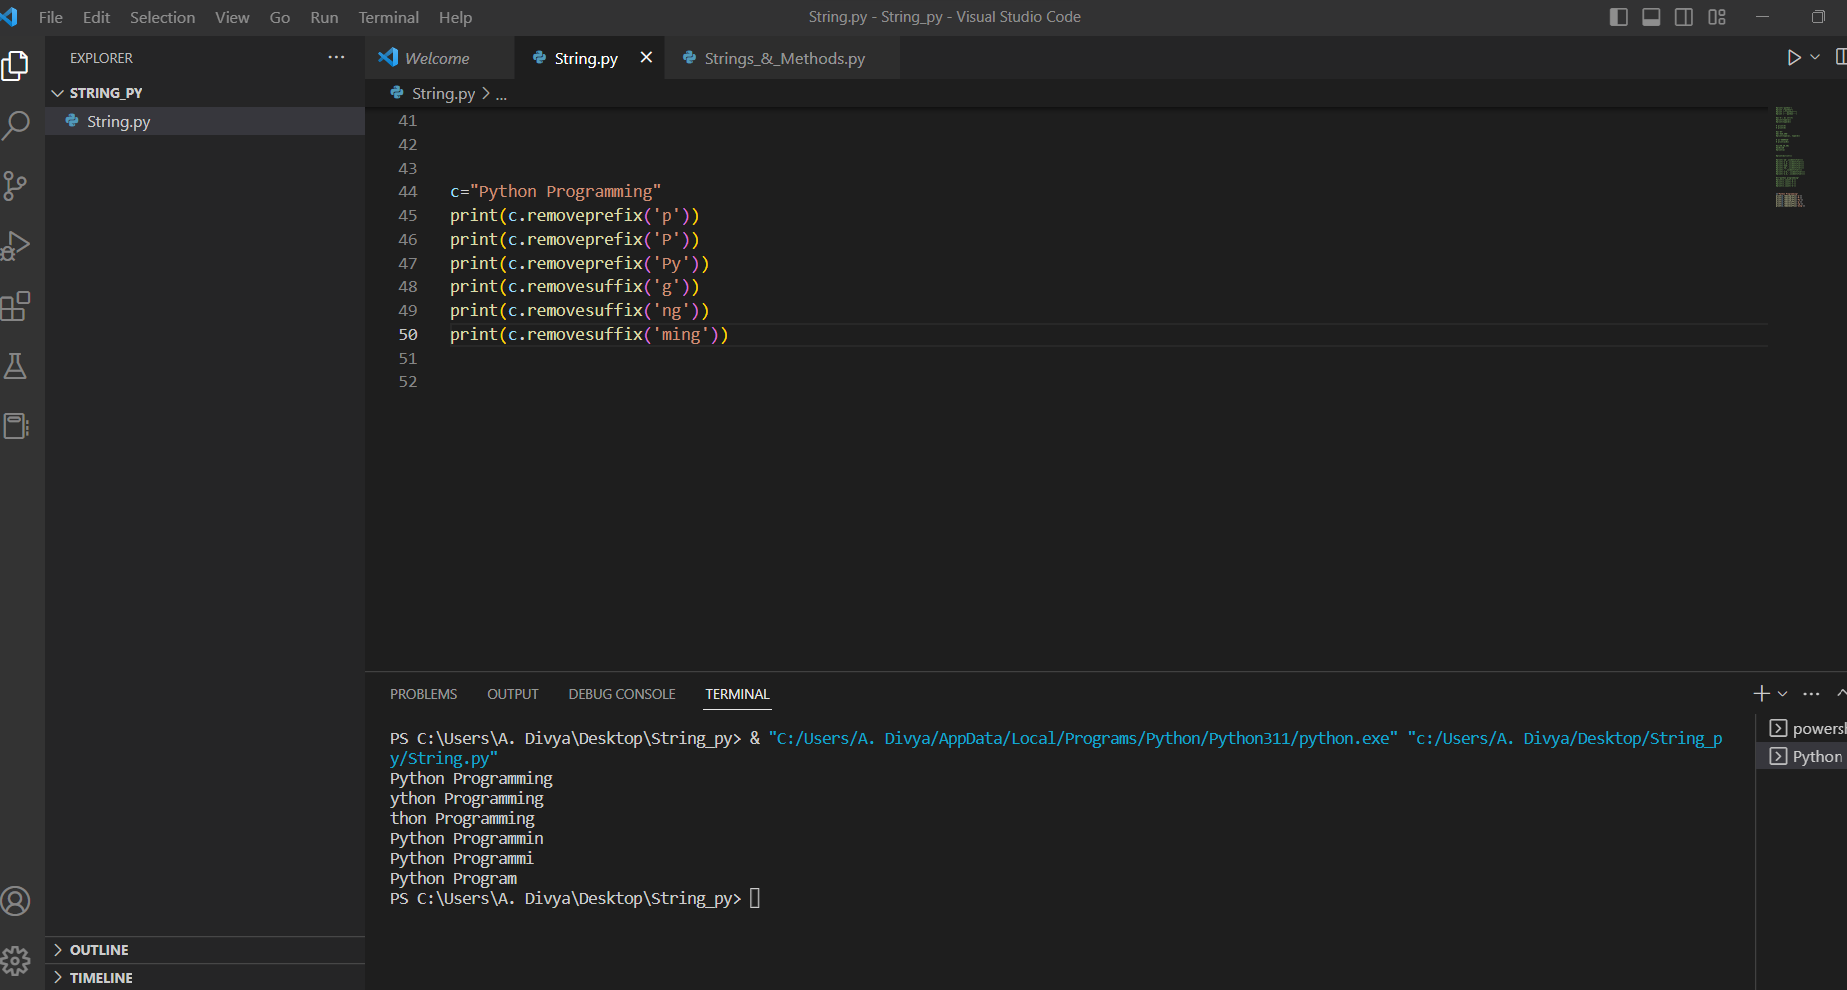 File Edit Selection View Go Run Terminal Help
String.py - String_py - Visual Studio Code
EXPLORER
STRING_PY
String.py
Welcome
String.py
Strings_&_Methods.py
String.py > ...
41
42
43
44 c="Python Programming"
45 print(c.removeprefix('p'))
46 print(c.removeprefix('P'))
47 print(c.removeprefix('Py'))
48 print(c.removesuffix('g'))
49 print(c.removesuffix('ng'))
50 print(c.removesuffix('ming'))
51
52
PROBLEMS OUTPUT DEBUG CONSOLE TERMINAL
PS C:\Users\A. Divya\Desktop\String_py> & "C:/Users/A. Divya/AppData/Local/Programs/Python/Python311/python.exe" "c:/Users/A. Divya/Desktop/String_p
y/String.py"
Python Programming
ython Programming
thon Programming
Python Programmin
Python Programmi
Python Program
PS C:\Users\A. Divya\Desktop\String_py>
powersh
Python
OUTLINE
TIMELINE